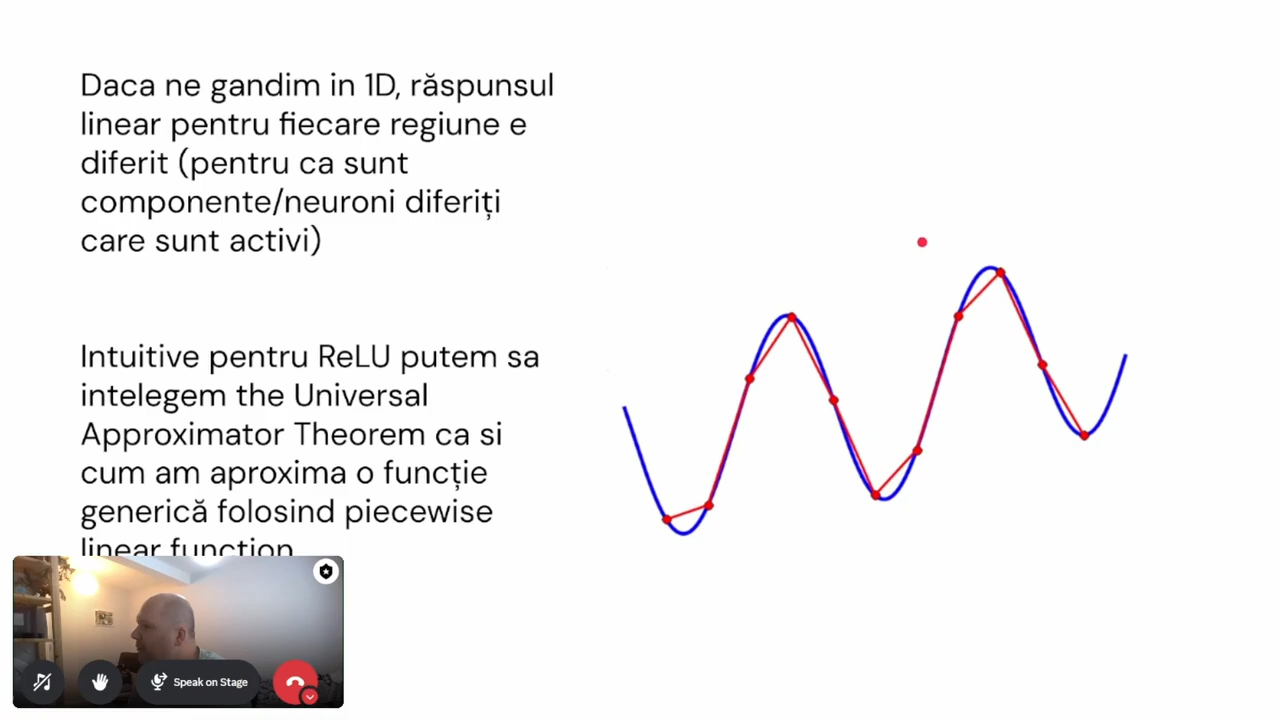 Daca ne gandim in 1D, răspunsul
linear pentru fiecare regiune e
diferit (pentru ca sunt
componente/neuroni diferiți
care sunt activi)
Intuitive pentru ReLU putem sa
intelegem the Universal
Approximator Theorem ca si
cum am aproxima o funcție
generică folosind piecewise
linear function
Speak on Stage